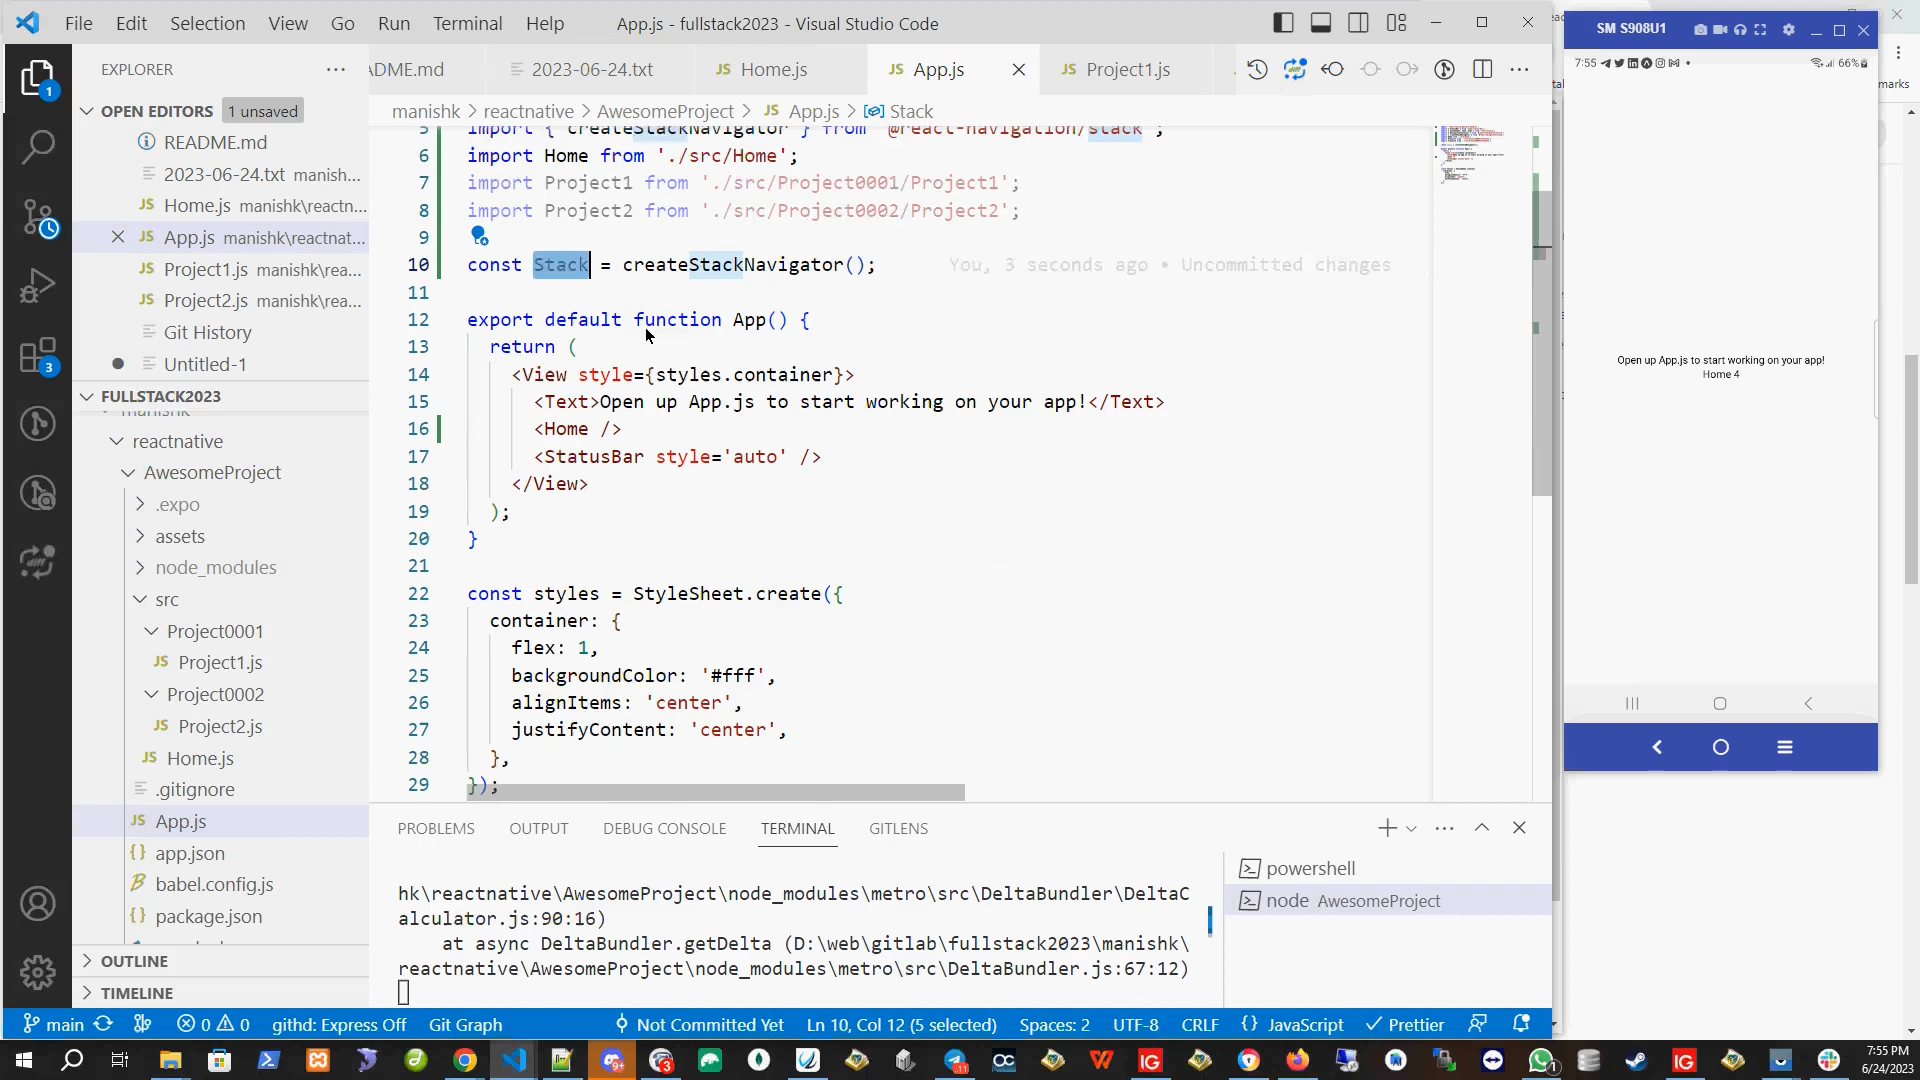 File Edit Selection View Go Run Terminal Help
App.js - fullstack2023 - Visual Studio Code
EXPLORER
OPEN EDITORS 1 unsaved
README.md
2023-06-24.txt manish...
Home.js manishk\reactn...
App.js manishk\reactnat...
Project1.js manishk\rea...
Project2.js manishk\rea...
Git History
Untitled-1
FULLSTACK2023
manishk
reactnative
AwesomeProject
.expo
assets
node_modules
src
Project0001
Project1.js
Project0002
Project2.js
Home.js
.gitignore
App.js
app.json
babel.config.js
package.json
OUTLINE
TIMELINE
DME.md 2023-06-24.txt Home.js App.js Project1.js
manishk > reactnative > AwesomeProject > App.js > Stack
5 import { createStackNavigator } from '@react-navigation/stack';
6 import Home from './src/Home';
7 import Project1 from './src/Project0001/Project1';
8 import Project2 from './src/Project0002/Project2';
9
10 const Stack = createStackNavigator(); You, 3 seconds ago • Uncommitted changes
11
12 export default function App() {
13 return (
14 <View style={styles.container}>
15 <Text>Open up App.js to start working on your app!</Text>
16 <Home />
17 <StatusBar style='auto' />
18 </View>
19 );
20 }
21
22 const styles = StyleSheet.create({
23 container: {
24 flex: 1,
25 backgroundColor: '#fff',
26 alignItems: 'center',
27 justifyContent: 'center',
28 },
29 });
PROBLEMS OUTPUT DEBUG CONSOLE TERMINAL GITLENS
hk\reactnative\AwesomeProject\node_modules\metro\src\DeltaBundler\DeltaC
alculator.js:90:16)
at async DeltaBundler.getDelta (D:\web\gitlab\fullstack2023\manishk\
reactnative\AwesomeProject\node_modules\metro\src\DeltaBundler.js:67:12)
powershell
node AwesomeProject
main 0 0 githd: Express Off Git Graph Not Committed Yet Ln 10, Col 12 (5 selected) Spaces: 2 UTF-8 CRLF {} JavaScript Prettier
SM S908U1
7:55 66%
Open up App.js to start working on your app!
Home 4
marks
7:55 PM
6/24/2023